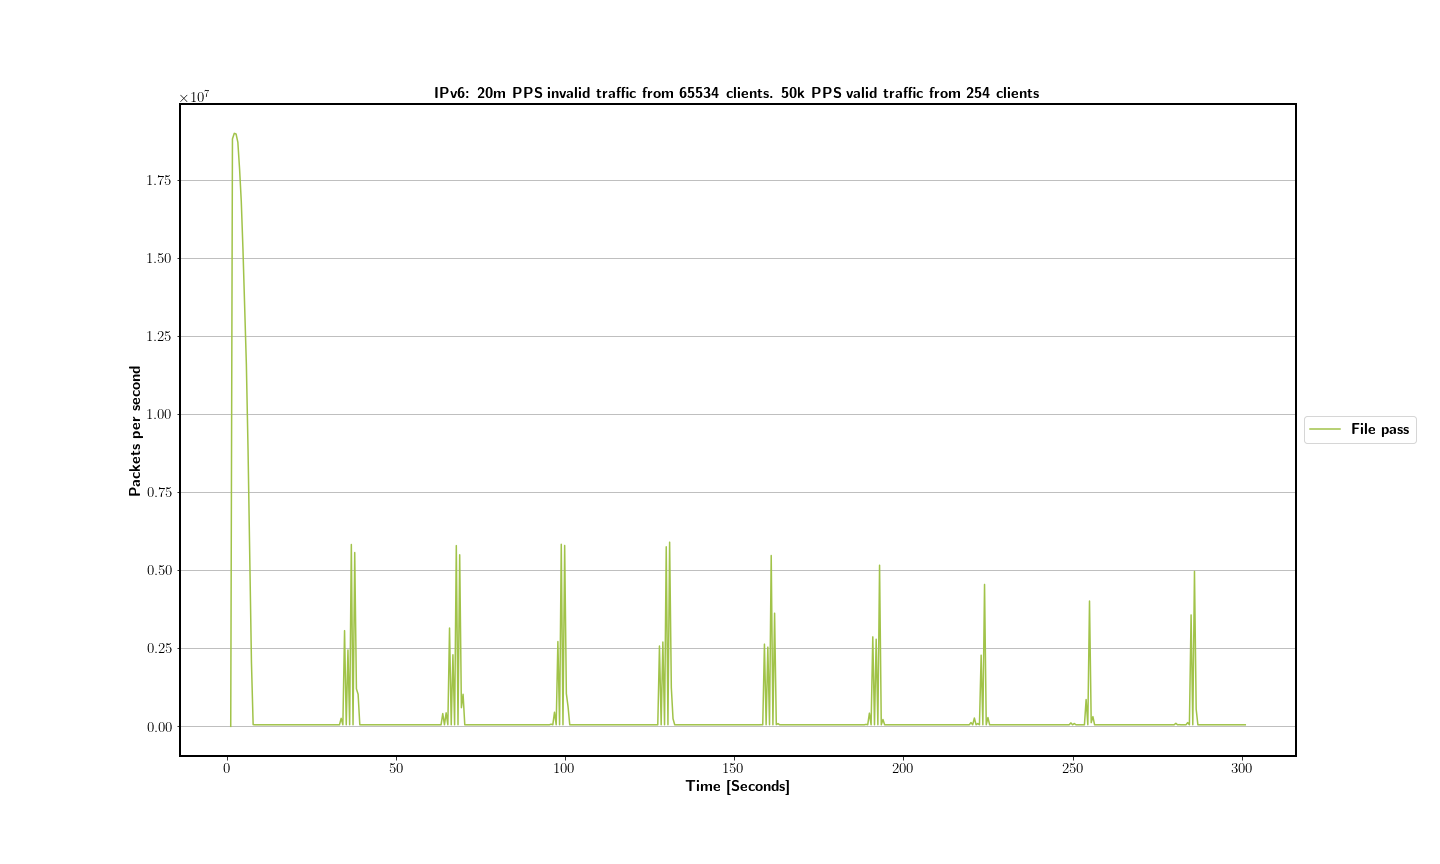 IPv6: 20m PPS invalid traffic from 65534 clients. 50k PPS valid traffic from 254 clients
×10⁷
1.75
1.50
1.25
1.00
0.75
0.50
0.25
0.00
Packets per second
File pass
0 50 100 150 200 250 300
Time [Seconds]